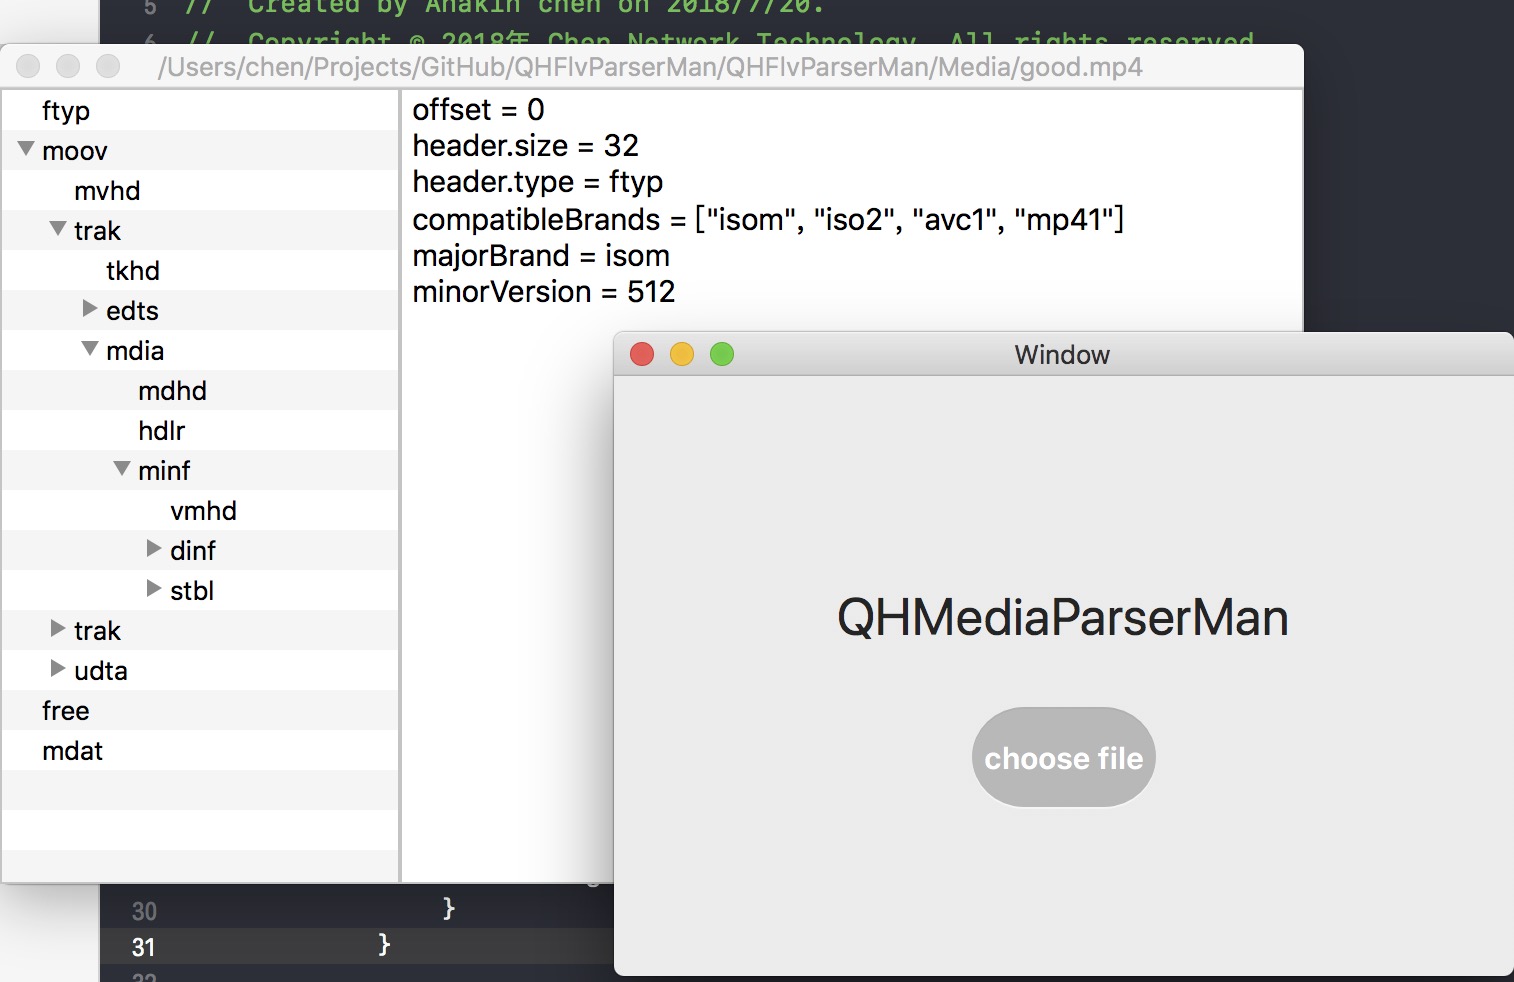 5 // Created by Anakin chen on 2018/7/20.
6 // Copyright © 2018年 Chen Network Technology. All rights reserved
/Users/chen/Projects/GitHub/QHFlvParserMan/QHFlvParserMan/Media/good.mp4
ftyp
moov
mvhd
trak
tkhd
edts
mdia
mdhd
hdlr
minf
vmhd
dinf
stbl
trak
udta
free
mdat
offset = 0
header.size = 32
header.type = ftyp
compatibleBrands = ["isom", "iso2", "avc1", "mp41"]
majorBrand = isom
minorVersion = 512
Window
QHMediaParserMan
choose file
30 }
31 }
32